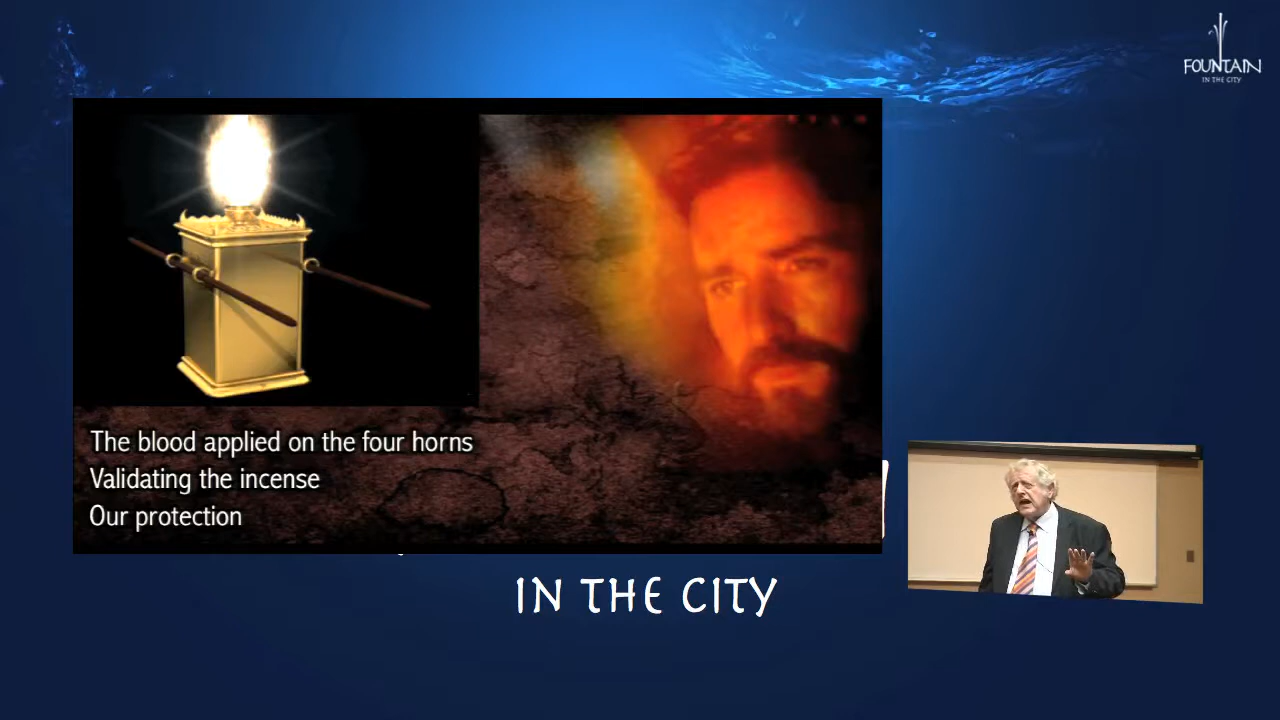 FOUNTAIN
IN THE CITY
The blood applied on the four horns
Validating the incense
Our protection
IN THE CITY